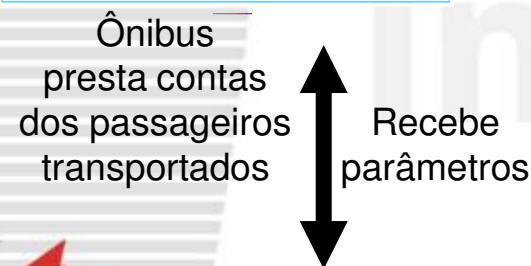 Ônibus
presta contas
dos passageiros
transportados
Recebe
parâmetros